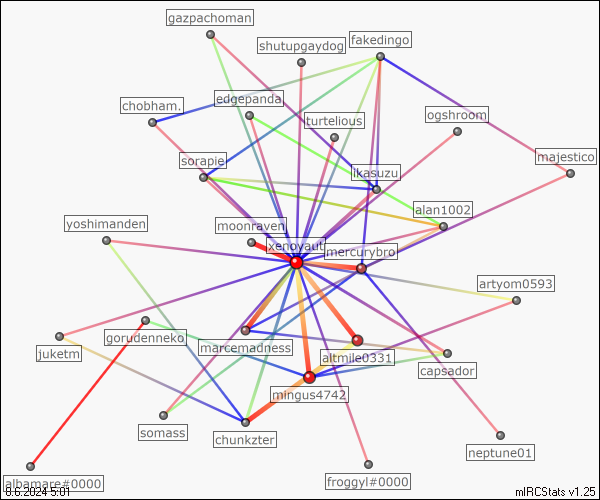 gazpachoman
fakedingo
shutupgaydog
edgepanda
chobham.
ogshroom
turtelious
majestico
sorapie
ikasuzu
alan1002
yoshimanden
moonraven
xenoyaut
mercurybro
artyom0593
gorudenneko
juketm
marcemadness
altmile0331
capsador
mingus4742
somass
chunkzter
neptune01
albamare#0000
froggyl#0000
8.6.2024 5:01
mIRCStats v1.25